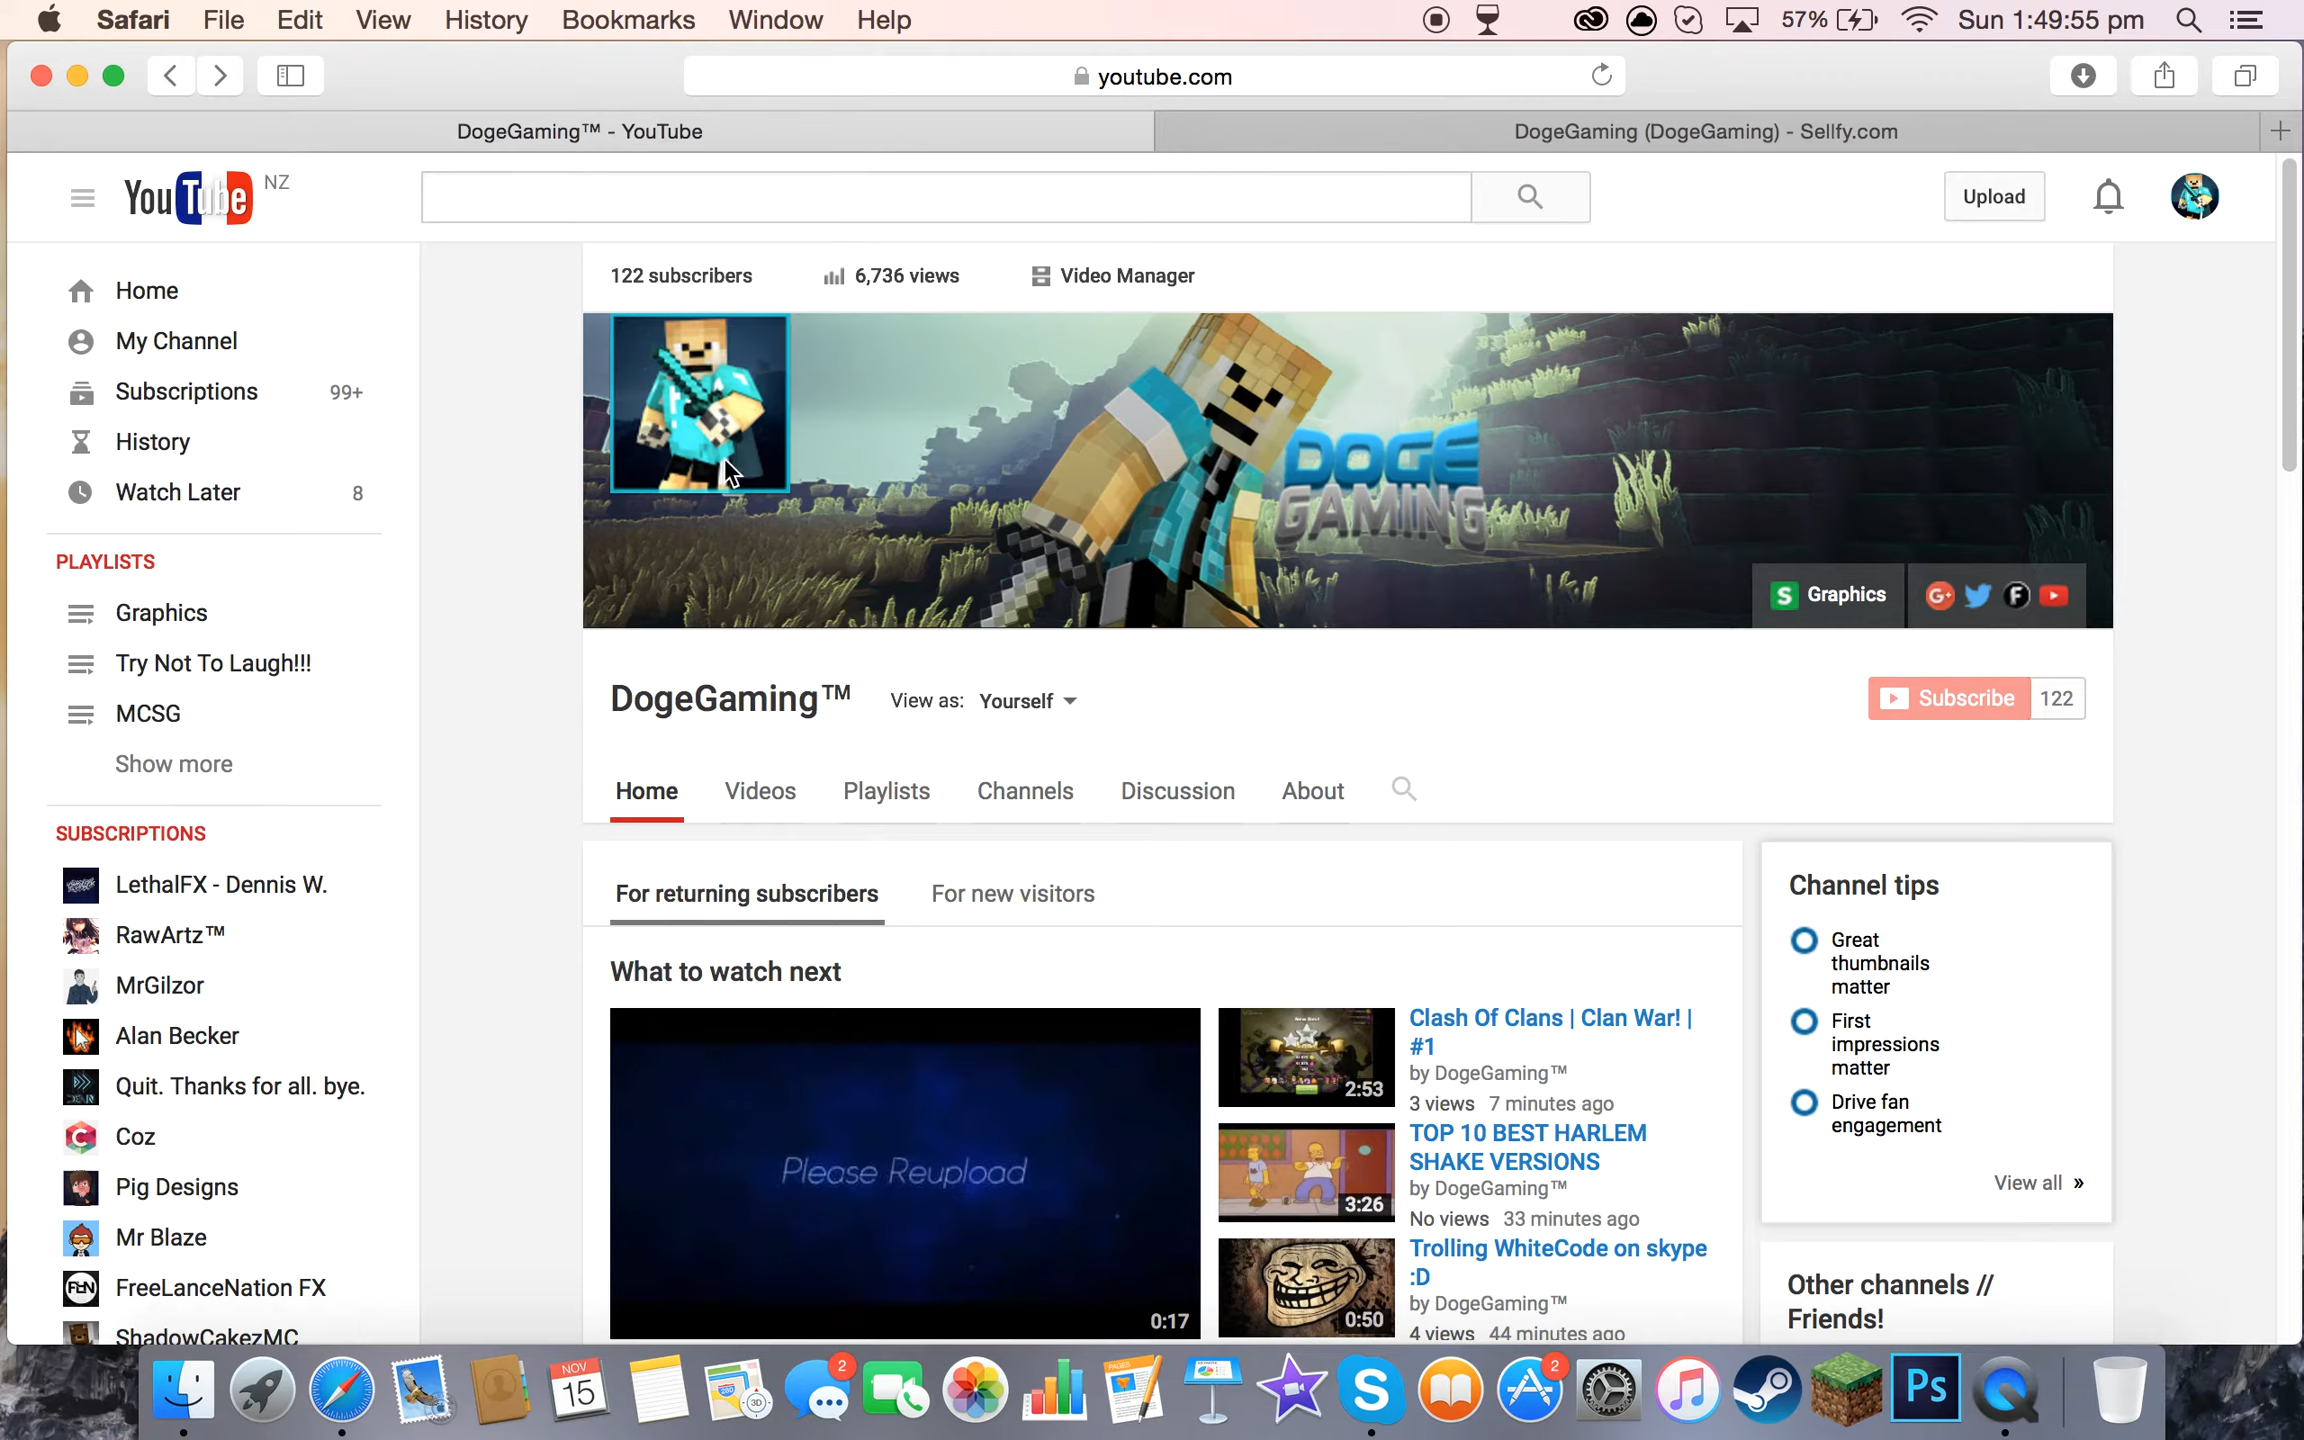 Safari File Edit View History Bookmarks Window Help 57% Sun 1:49:55 pm
youtube.com
DogeGaming™ - YouTube
DogeGaming (DogeGaming) - Sellfy.com
YouTube NZ
Upload
Home
My Channel
Subscriptions 99+
History
Watch Later 8
PLAYLISTS
Graphics
Try Not To Laugh!!!
MCSG
Show more
SUBSCRIPTIONS
LethalFX - Dennis W.
RawArtz™
MrGilzor
Alan Becker
Quit. Thanks for all. bye.
Coz
Pig Designs
Mr Blaze
FreeLanceNation FX
ShadowCakezMC
122 subscribers 6,736 views Video Manager
DOGE
GAMING
Graphics
DogeGaming™ View as: Yourself
Subscribe 122
Home Videos Playlists Channels Discussion About
For returning subscribers For new visitors
What to watch next
Please Reupload
0:17
2:53
Clash Of Clans | Clan War! |
#1
by DogeGaming™
3 views 7 minutes ago
3:26
TOP 10 BEST HARLEM
SHAKE VERSIONS
by DogeGaming™
No views 33 minutes ago
0:50
Trolling WhiteCode on skype
:D
by DogeGaming™
4 views 44 minutes ago
Channel tips
Great
thumbnails
matter
First
impressions
matter
Drive fan
engagement
View all »
Other channels //
Friends!
NOV
15
2
PAGES
2
Ps